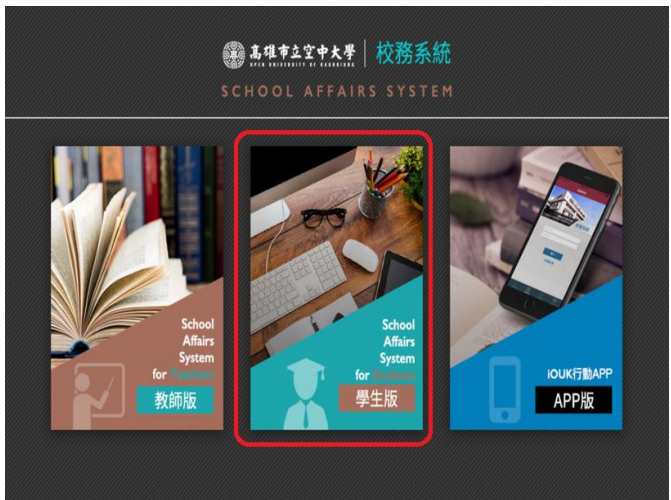 高雄市立空中大學
OPEN UNIVERSITY OF KAOHSIUNG
校務系統
SCHOOL AFFAIRS SYSTEM
School
Affairs
System
for Teachers
教師版
School
Affairs
System
for Students
學生版
iOUK行動APP
APP版